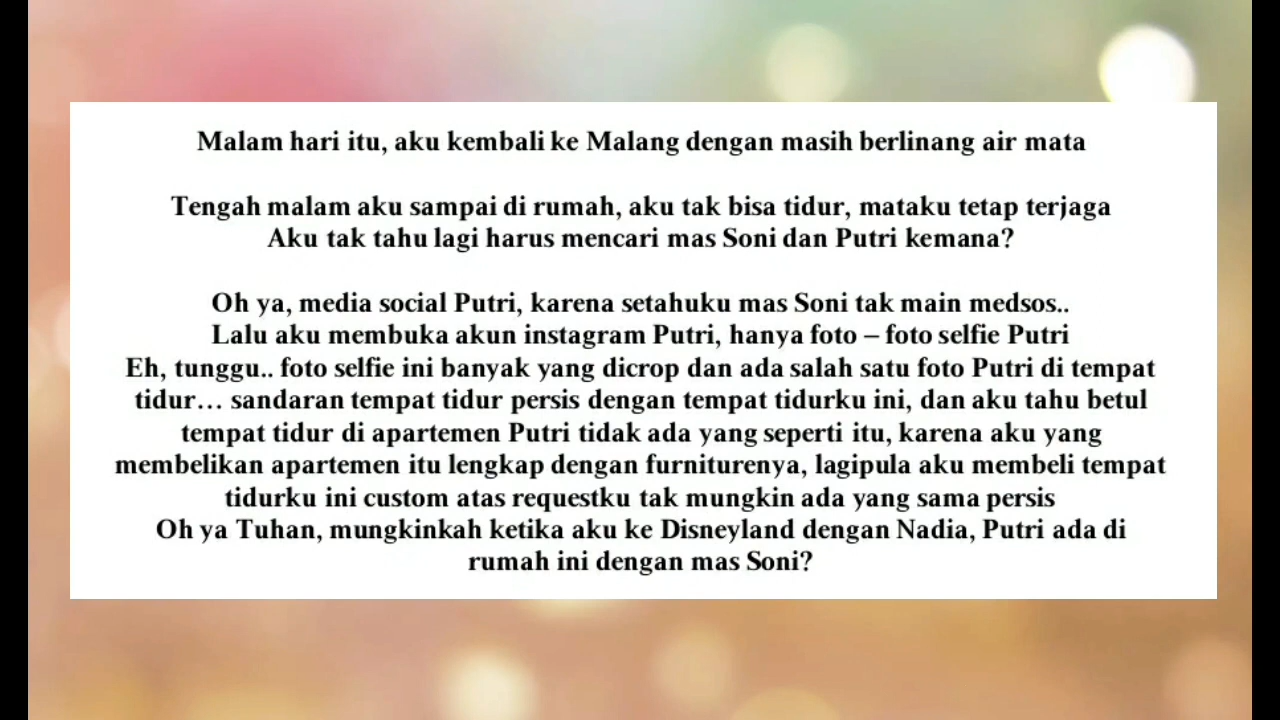 Malam hari itu, aku kembali ke Malang dengan masih berlinang air mata
Tengah malam aku sampai di rumah, aku tak bisa tidur, mataku tetap terjaga
Aku tak tahu lagi harus mencari mas Soni dan Putri kemana?
Oh ya, media social Putri, karena setahuku mas Soni tak main medsos..
Lalu aku membuka akun instagram Putri, hanya foto – foto selfie Putri
Eh, tunggu.. foto selfie ini banyak yang dicrop dan ada salah satu foto Putri di tempat
tidur… sandaran tempat tidur persis dengan tempat tidurku ini, dan aku tahu betul
tempat tidur di apartemen Putri tidak ada yang seperti itu, karena aku yang
membelikan apartemen itu lengkap dengan furniturenya, lagipula aku membeli tempat
tidurku ini custom atas requestku tak mungkin ada yang sama persis
Oh ya Tuhan, mungkinkah ketika aku ke Disneyland dengan Nadia, Putri ada di
rumah ini dengan mas Soni?